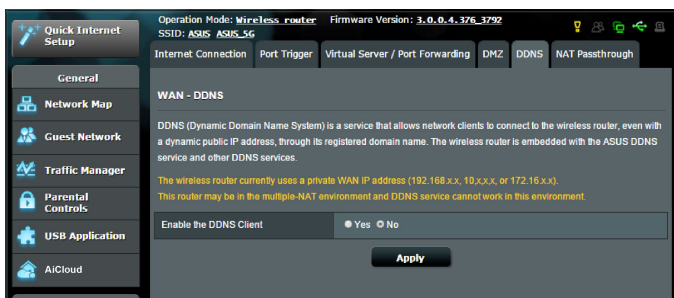 Quick Internet
Setup
Operation Mode: Wireless router Firmware Version: 3.0.0.4.376_3792
SSID: ASUS ASUS_5G
Internet Connection Port Trigger Virtual Server / Port Forwarding DMZ DDNS NAT Passthrough
General
Network Map
Guest Network
Traffic Manager
Parental
Controls
USB Application
AiCloud
WAN - DDNS
DDNS (Dynamic Domain Name System) is a service that allows network clients to connect to the wireless router, even with
a dynamic public IP address, through its registered domain name. The wireless router is embedded with the ASUS DDNS
service and other DDNS services.
The wireless router currently uses a private WAN IP address (192.168.x.x, 10,x,x,x, or 172.16.x.x).
This router may be in the multiple-NAT environment and DDNS service cannot work in this environment.
Enable the DDNS Client Yes No
Apply